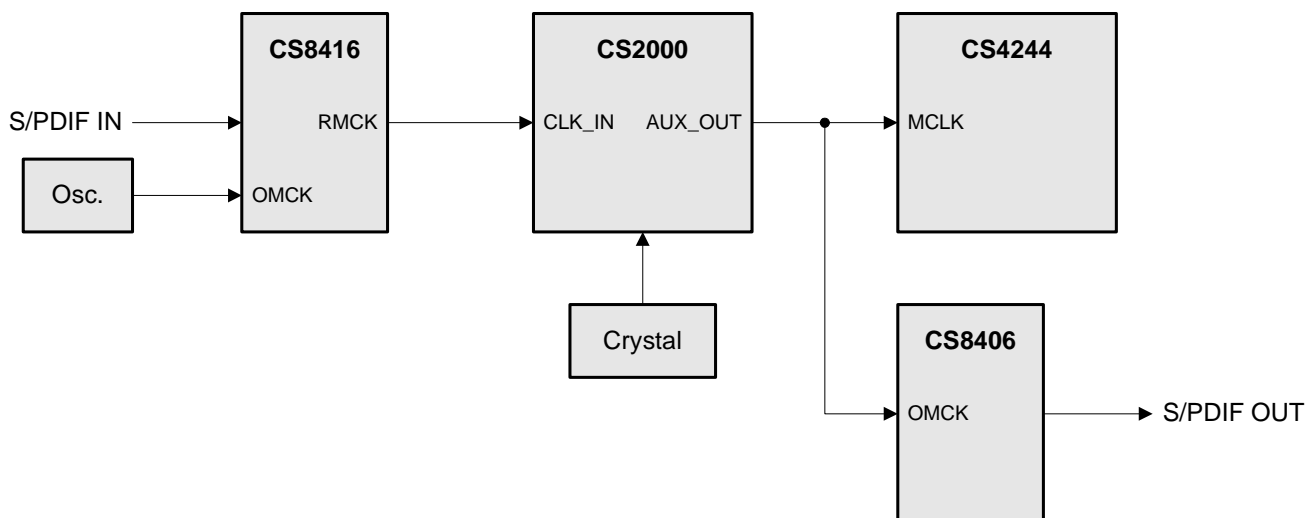 CS8416
CS2000
CS4244
S/PDIF IN
RMCK
CLK_IN
AUX_OUT
MCLK
Osc.
OMCK
Crystal
CS8406
OMCK
S/PDIF OUT